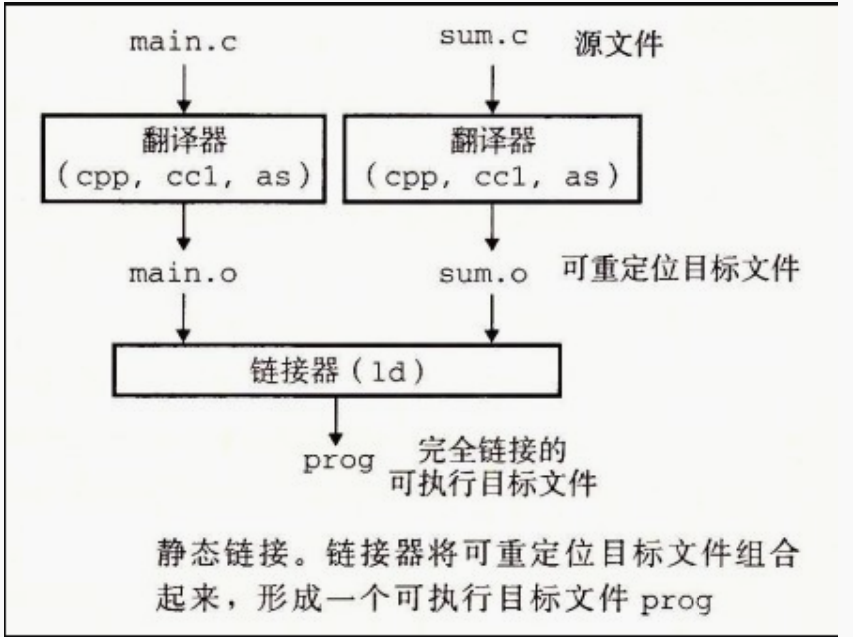 main.c sum.c 源文件
翻译器 翻译器
(cpp, cc1, as) (cpp, cc1, as)
main.o sum.o 可重定位目标文件
链接器(ld)
prog 完全链接的
可执行目标文件
静态链接。链接器将可重定位目标文件组合
起来，形成一个可执行目标文件 prog